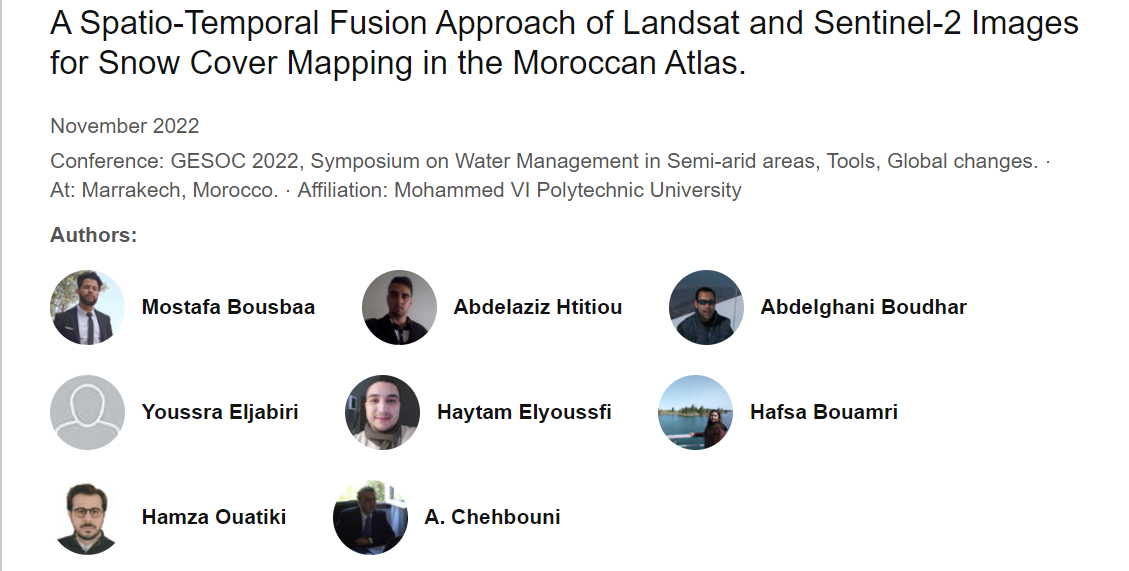 A Spatio-Temporal Fusion Approach of Landsat and Sentinel-2 Images
for Snow Cover Mapping in the Moroccan Atlas.
November 2022
Conference: GESOC 2022, Symposium on Water Management in Semi-arid areas, Tools, Global changes. ·
At: Marrakech, Morocco. · Affiliation: Mohammed VI Polytechnic University
Authors:
Mostafa Bousbaa Abdelaziz Htitiou Abdelghani Boudhar
Youssra Eljabiri Haytam Elyoussfi Hafsa Bouamri
Hamza Ouatiki A. Chehbouni